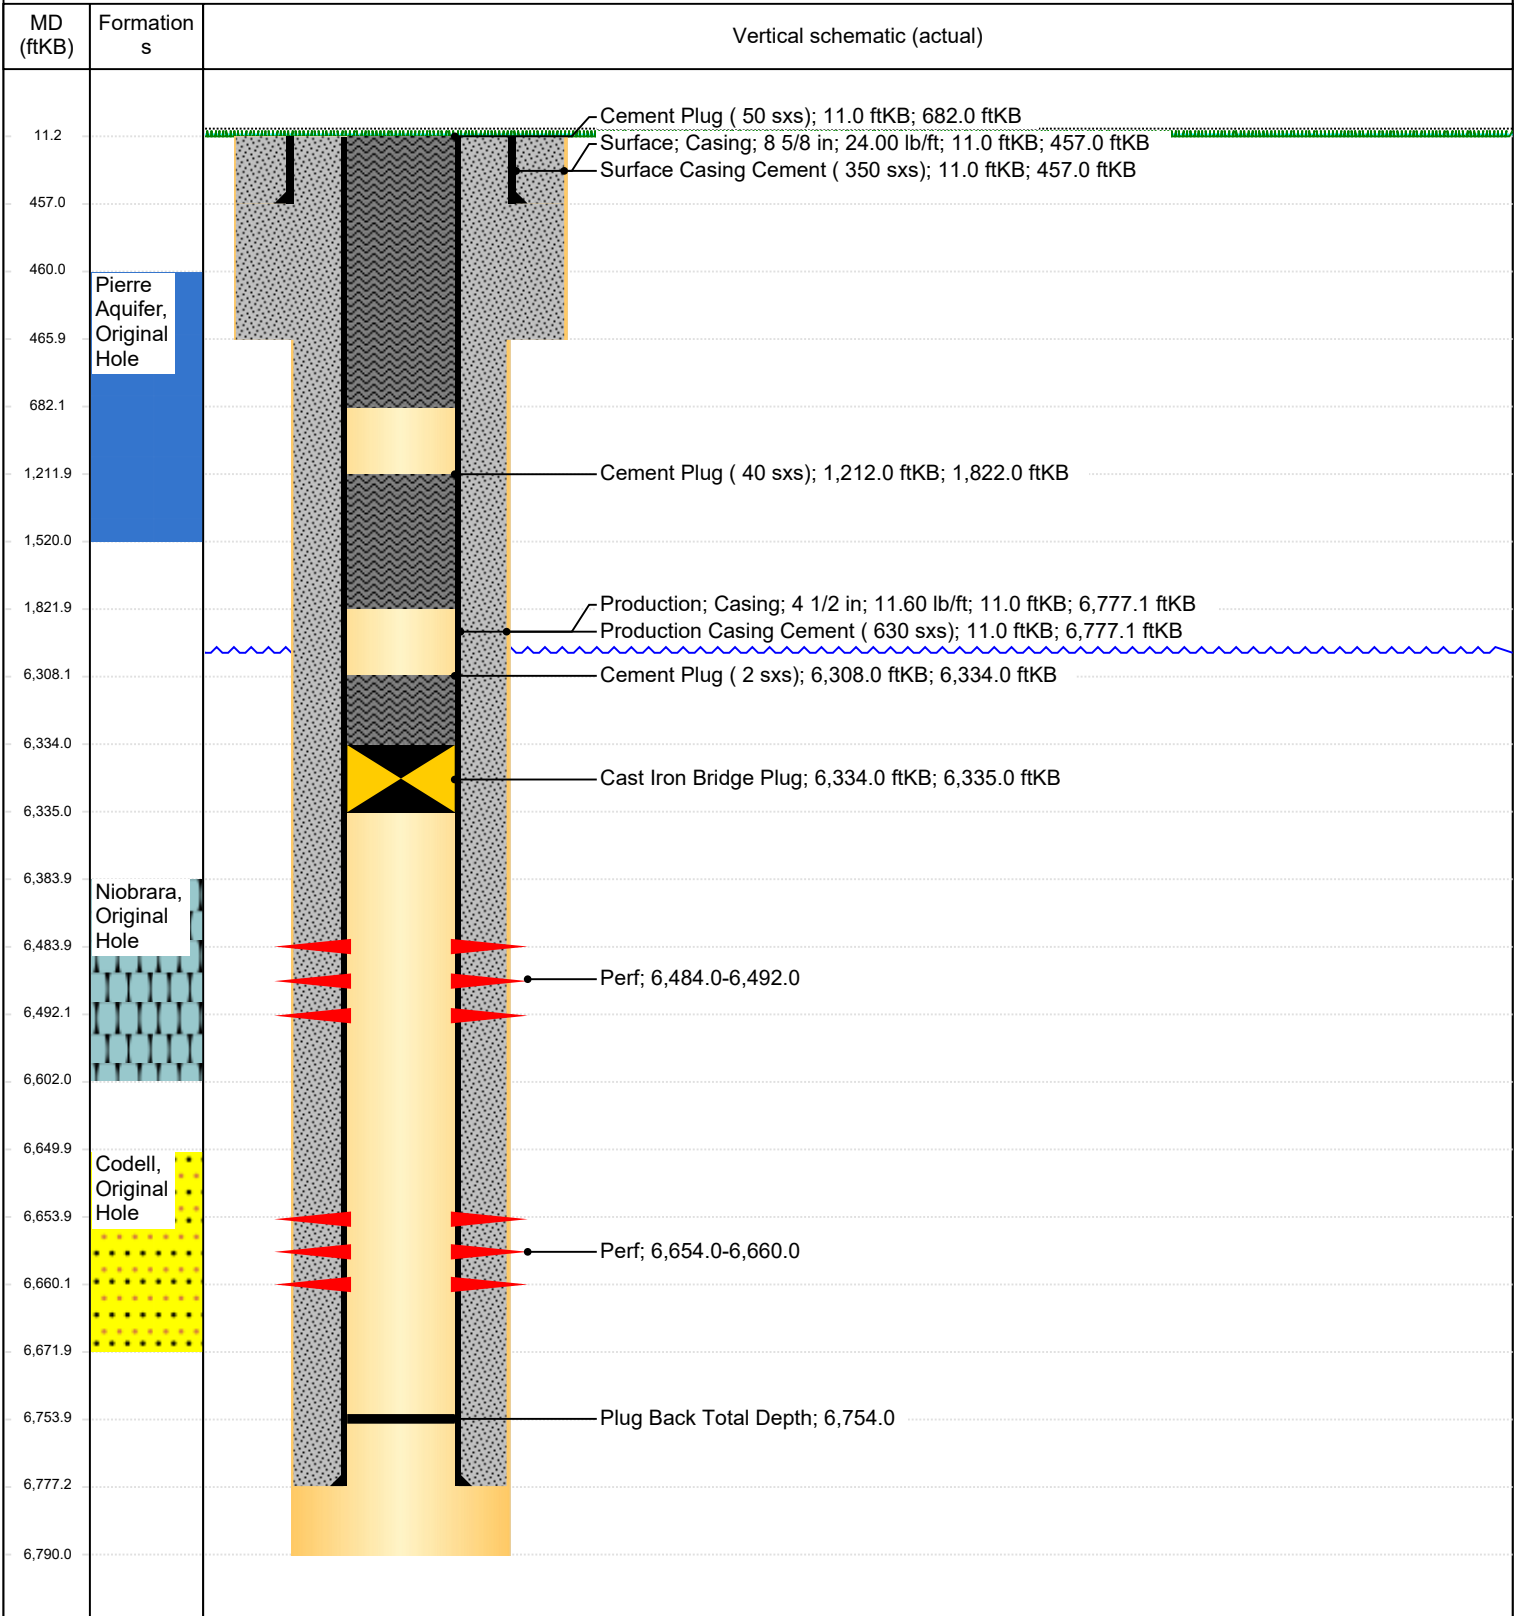 MD
(ftKB)
Formation
s
Vertical schematic (actual)
11.2
Cement Plug ( 50 sxs); 11.0 ftKB; 682.0 ftKB
Surface; Casing; 8 5/8 in; 24.00 lb/ft; 11.0 ftKB; 457.0 ftKB
Surface Casing Cement ( 350 sxs); 11.0 ftKB; 457.0 ftKB
457.0
460.0
Pierre
Aquifer,
Original
Hole
465.9
682.1
1,211.9
Cement Plug ( 40 sxs); 1,212.0 ftKB; 1,822.0 ftKB
1,520.0
1,821.9
Production; Casing; 4 1/2 in; 11.60 lb/ft; 11.0 ftKB; 6,777.1 ftKB
Production Casing Cement ( 630 sxs); 11.0 ftKB; 6,777.1 ftKB
6,308.1
Cement Plug ( 2 sxs); 6,308.0 ftKB; 6,334.0 ftKB
6,334.0
Cast Iron Bridge Plug; 6,334.0 ftKB; 6,335.0 ftKB
6,335.0
6,383.9
Niobrara,
Original
Hole
6,483.9
Perf; 6,484.0-6,492.0
6,492.1
6,602.0
6,649.9
Codell,
Original
Hole
6,653.9
Perf; 6,654.0-6,660.0
6,660.1
6,671.9
6,753.9
Plug Back Total Depth; 6,754.0
6,777.2
6,790.0